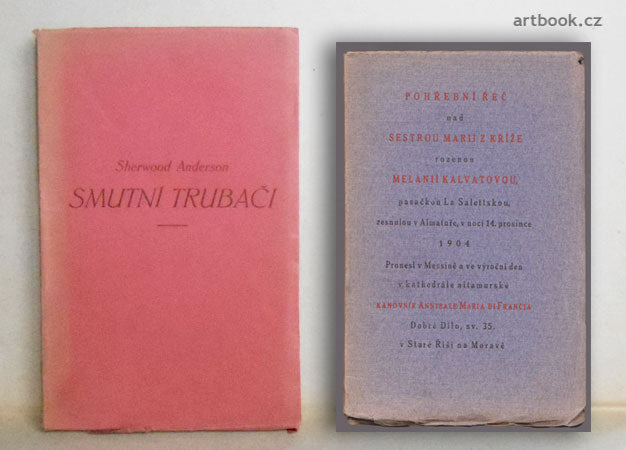 artbook.cz
Sherwood Anderson
SMUTNÍ TRUBAČI
POHŘEBNÍ ŘEČ
nad
SESTROU MARIÍ Z KŘÍŽE
rozenou
MELANIÍ KALVATOVOU,
pasačkou La Salettskou,
zesnulou v Altamuře, v noci 14. prosince
1904
Pronesl v Messině a ve výroční den
v kathedrále altamurské
KANOVNÍK ANNIBALE MARIA DI FRANCIA
Dobré Dílo, sv. 35.
v Staré Říši na Moravě